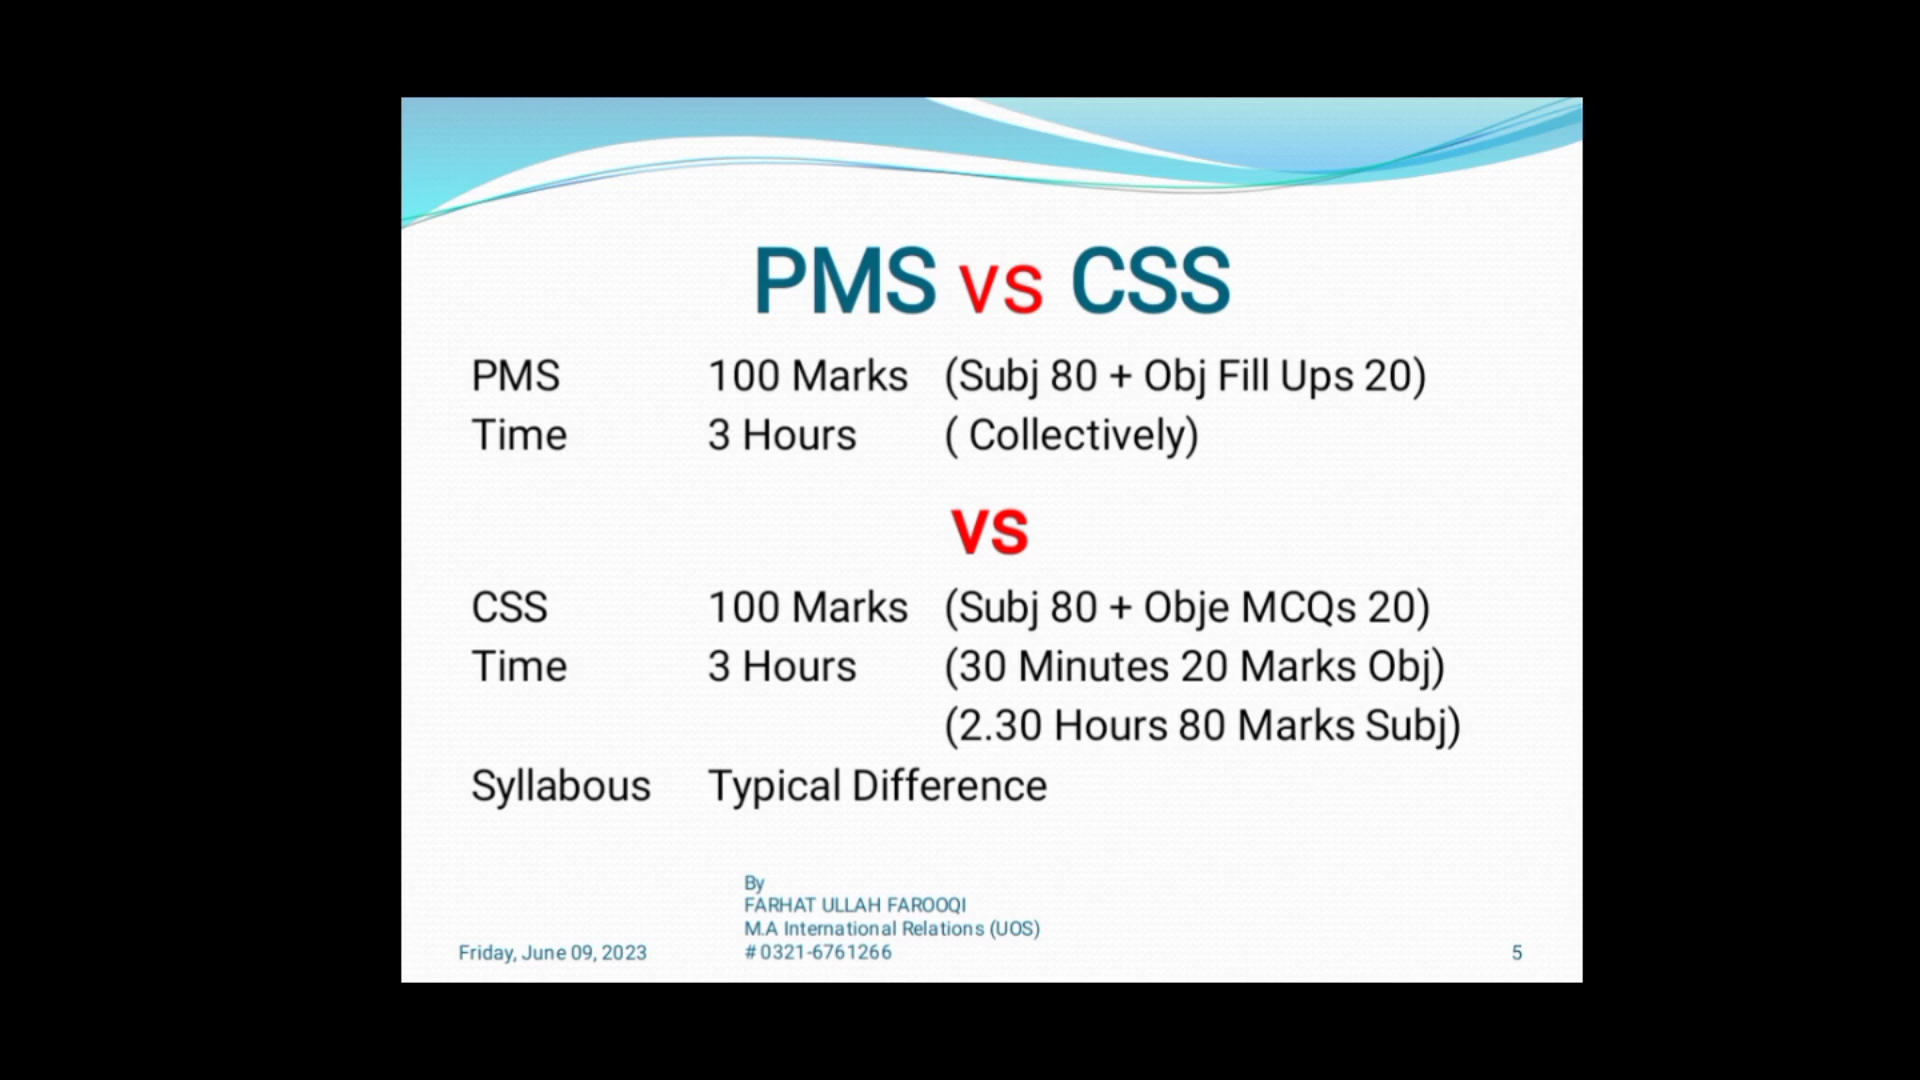 PMS vs CSS
PMS 100 Marks (Subj 80 + Obj Fill Ups 20)
Time 3 Hours ( Collectively)
vs
CSS 100 Marks (Subj 80 + Obje MCQs 20)
Time 3 Hours (30 Minutes 20 Marks Obj)
(2.30 Hours 80 Marks Subj)
Syllabous Typical Difference
By
FARHAT ULLAH FAROOQI
M.A International Relations (UOS)
Friday, June 09, 2023 # 0321-6761266 5